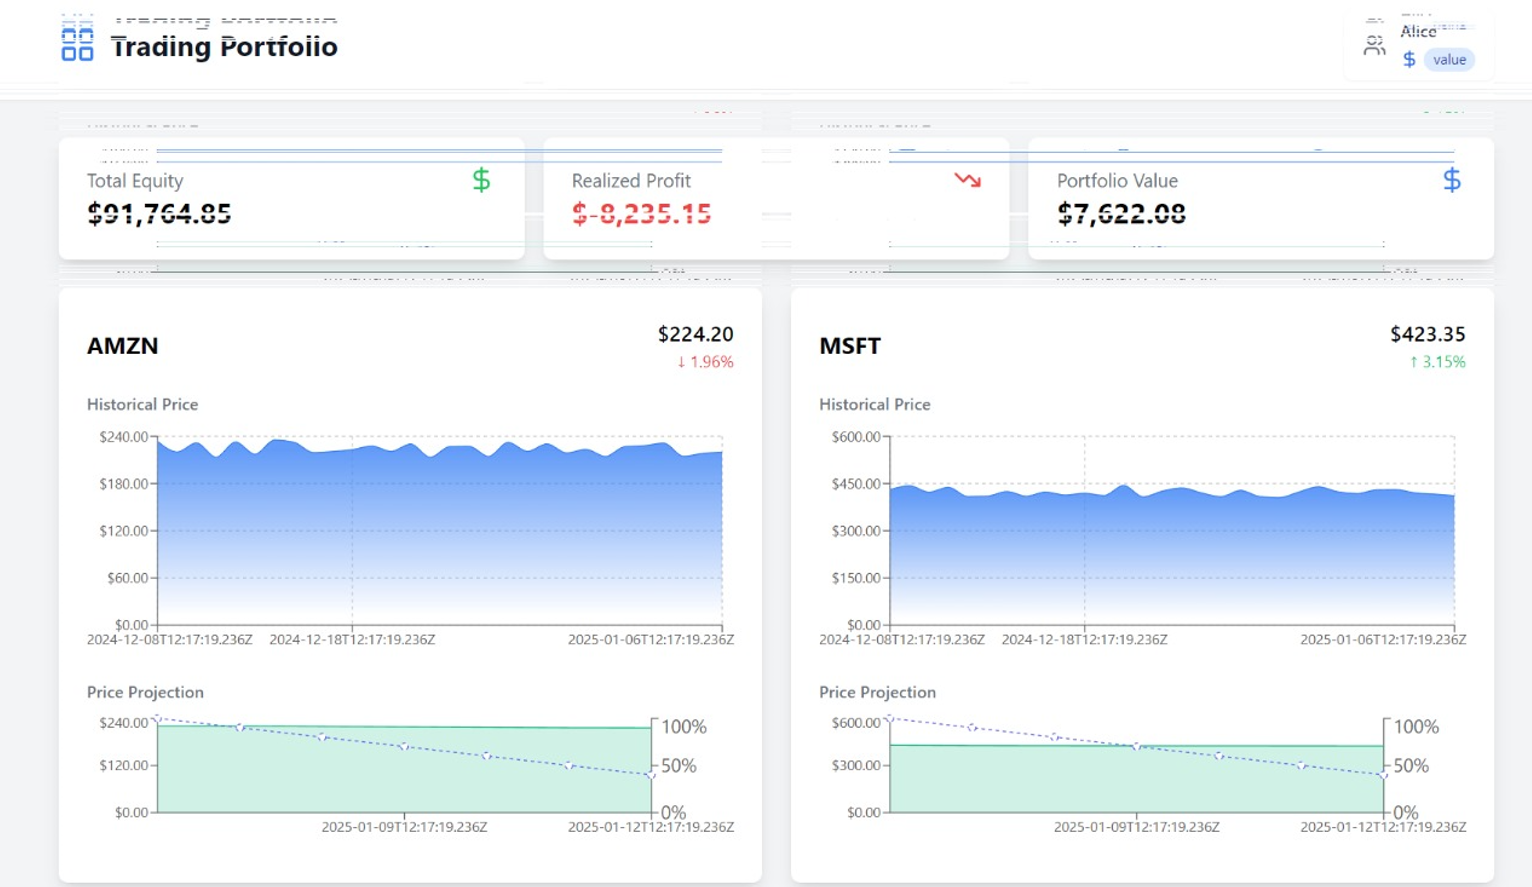 Trading Portfolio
Alice
value
Total Equity
$91,764.85
Realized Profit
$-8,235.15
Portfolio Value
$7,622.08
AMZN
$224.20
↓ 1.96%
Historical Price
$240.00
$180.00
$120.00
$60.00
$0.00
2024-12-08T12:17:19.236Z 2024-12-18T12:17:19.236Z 2025-01-06T12:17:19.236Z
Price Projection
$240.00 100%
$120.00 50%
$0.00 0%
2025-01-09T12:17:19.236Z 2025-01-12T12:17:19.236Z
MSFT
$423.35
↑ 3.15%
Historical Price
$600.00
$450.00
$300.00
$150.00
$0.00
2024-12-08T12:17:19.236Z 2024-12-18T12:17:19.236Z 2025-01-06T12:17:19.236Z
Price Projection
$600.00 100%
$300.00 50%
$0.00 0%
2025-01-09T12:17:19.236Z 2025-01-12T12:17:19.236Z